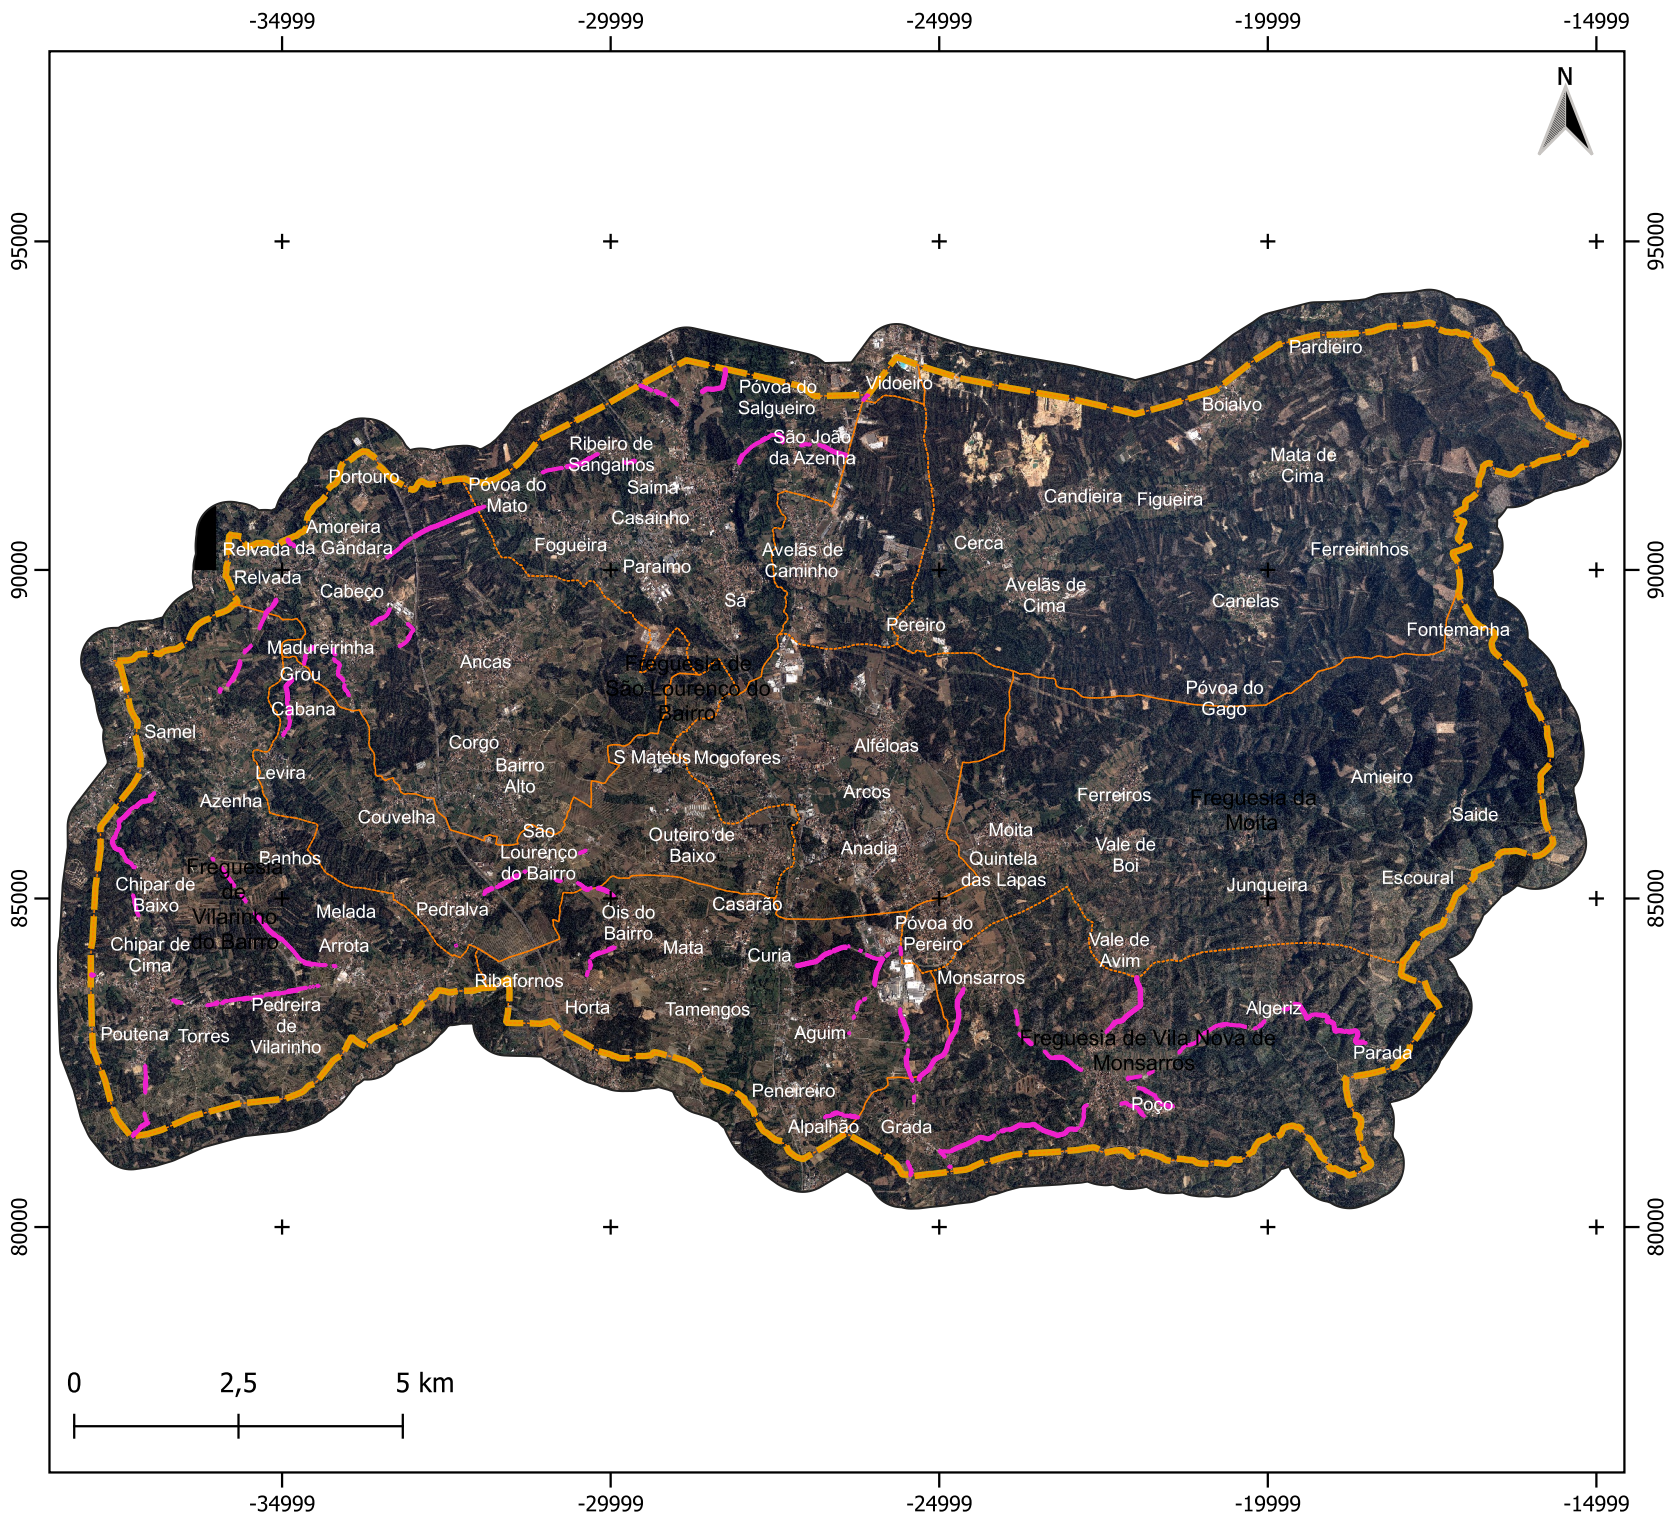 -34999
-29999
-24999
-19999
-14999
N
95000
95000
Pardieiro
Póvoa do
Salgueiro
Vidoeiro
Boialvo
Ribeiro de
Sangalhos
São João
da Azenha
Mata de
Cima
Portouro
Póvoa do
Mato
Saima
Candieira
Figueira
Casainho
Amoreira
da Gândara
Relvada
Fogueira
Avelãs de
Caminho
Cerca
Ferreirinhos
90000
90000
Relvada
Paraimo
Cabeço
Avelãs de
Cima
Sá
Canelas
Pereiro
Fontemanha
Madureirinha
Ancas
Freguesia de
São Lourenço do
Bairro
Grou
Cabana
Póvoa do
Gago
Samel
Corgo
Alféloas
S Mateus
Mogofores
Bairro
Alto
Levira
Amieiro
Azenha
Arcos
Ferreiros
Freguesia da
Moita
Couvelha
Saide
São
Lourenço
do Bairro
Outeiro de
Baixo
Moita
Anadia
Vale de
Boi
Banhos
Quintela
das Lapas
Freguesia
de
Vilarinho
do Bairro
Chipar de
Baixo
Junqueira
Escoural
85000
85000
Melada
Pedralva
Casarão
Óis do
Bairro
Póvoa do
Pereiro
Arrota
Chipar de
Cima
Mata
Curia
Vale de
Avim
Ribafornos
Monsarros
Pedreira
de
Vilarinho
Horta
Tamengos
Algeriz
Poutena
Torres
Aguim
Freguesia de Vila Nova de
Monsarros
Parada
Peneireiro
Poço
Alpalhão
Grada
80000
80000
0
2,5
5 km
-34999
-29999
-24999
-19999
-14999